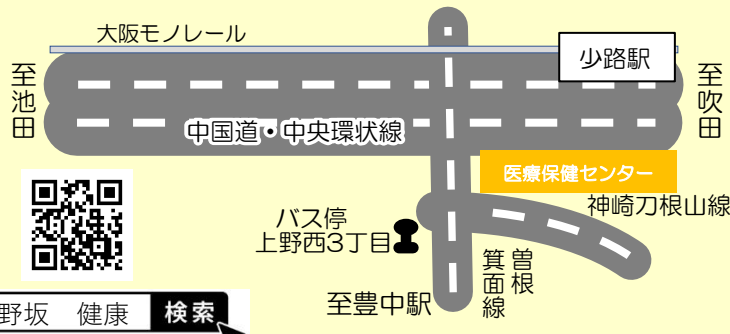 大阪モノレール
少路駅
至池田
至吹田
中国道・中央環状線
医療保健センター
神崎刀根山線
バス停
上野西3丁目
曽根
箕面線
至豊中駅
野坂 健康 検索